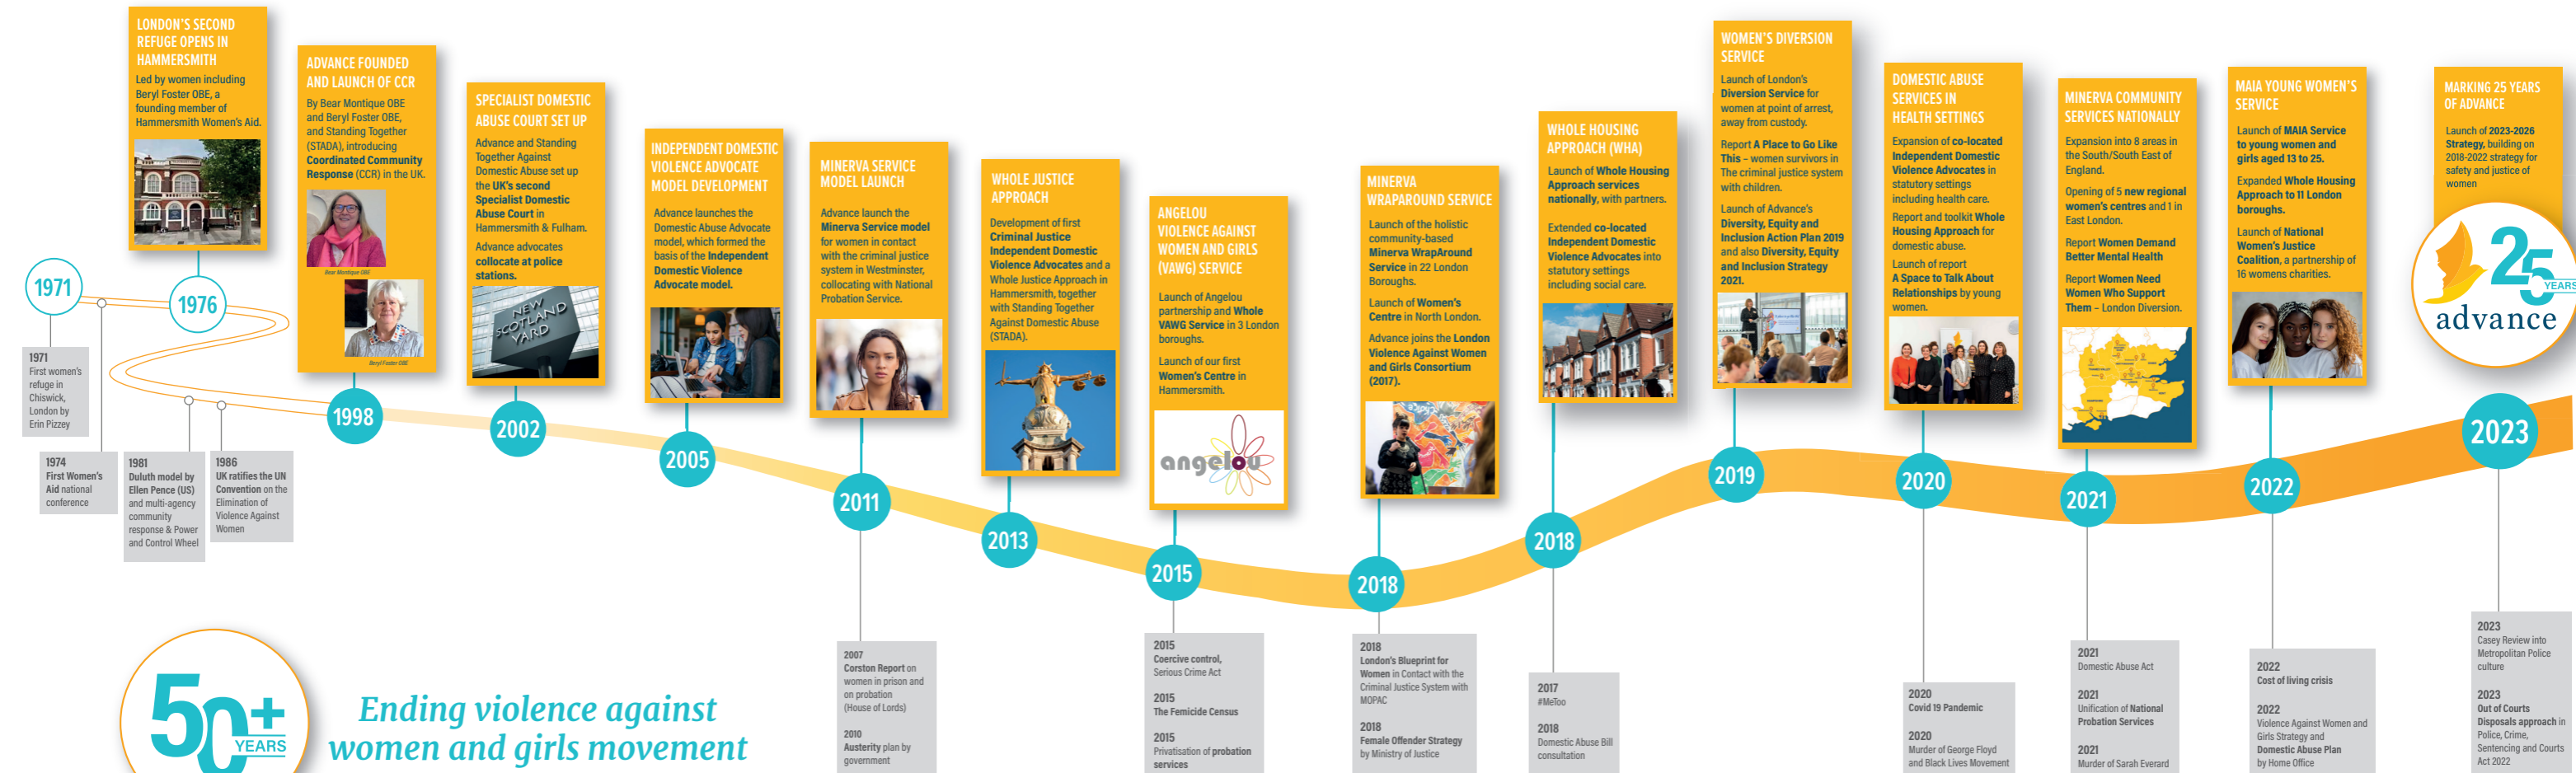 LONDON'S SECOND
REFUGE OPENS IN
HAMMERSMITH
Led by women including
Beryl Foster OBE, a
founding member of
Hammersmith Women's Aid.
ADVANCE FOUNDED
AND LAUNCH OF CCR
By Bear Montique OBE
and Beryl Foster OBE,
and Standing Together
(STADA), introducing
Coordinated Community
Response (CCR) in the UK.
Bear Montique OBE
Beryl Foster OBE
SPECIALIST DOMESTIC
ABUSE COURT SET UP
Advance and Standing
Together Against
Domestic Abuse set up
the UK's second
Specialist Domestic
Abuse Court in
Hammersmith & Fulham.
Advance advocates
collocate at police
stations.
NEW
SCOTLAND
YARD
INDEPENDENT DOMESTIC
VIOLENCE ADVOCATE
MODEL DEVELOPMENT
Advance launches the
Domestic Abuse Advocate
model, which formed the
basis of the Independent
Domestic Violence
Advocate model.
MINERVA SERVICE
MODEL LAUNCH
Advance launch the
Minerva Service model
for women in contact
with the criminal justice
system in Westminster,
collocating with National
Probation Service.
WHOLE JUSTICE
APPROACH
Development of first
Criminal Justice
Independent Domestic
Violence Advocates and a
Whole Justice Approach in
Hammersmith, together
with Standing Together
Against Domestic Abuse
(STADA).
ANGELOU
VIOLENCE AGAINST
WOMEN AND GIRLS
(VAWG) SERVICE
Launch of Angelou
partnership and Whole
VAWG Service in 3 London
boroughs.
Launch of our first
Women's Centre in
Hammersmith.
angelou
MINERVA
WRAPAROUND SERVICE
Launch of the holistic
community-based
Minerva WrapAround
Service in 22 London
Boroughs.
Launch of Women's
Centre in North London.
Advance joins the London
Violence Against Women
and Girls Consortium
(2017).
WHOLE HOUSING
APPROACH (WHA)
Launch of Whole Housing
Approach services
nationally, with partners.
Extended co-located
Independent Domestic
Violence Advocates into
statutory settings
including social care.
WOMEN'S DIVERSION
SERVICE
Launch of London's
Diversion Service for
women at point of arrest,
away from custody.
Report A Place to Go Like
This – women survivors in
The criminal justice system
with children.
Launch of Advance's
Diversity, Equity and
Inclusion Action Plan 2019
and also Diversity, Equity
and Inclusion Strategy
2021.
DOMESTIC ABUSE
SERVICES IN
HEALTH SETTINGS
Expansion of co-located
Independent Domestic
Violence Advocates in
statutory settings
including health care.
Report and toolkit Whole
Housing Approach for
domestic abuse.
Launch of report
A Space to Talk About
Relationships by young
women.
MINERVA COMMUNITY
SERVICES NATIONALLY
Expansion into 8 areas in
the South/South East of
England.
Opening of 5 new regional
women's centres and 1 in
East London.
Report Women Demand
Better Mental Health
Report Women Need
Women Who Support
Them – London Diversion.
MAIA YOUNG WOMEN'S
SERVICE
Launch of MAIA Service
to young women and
girls aged 13 to 25.
Expanded Whole Housing
Approach to 11 London
boroughs.
Launch of National
Women's Justice
Coalition, a partnership of
16 womens charities.
MARKING 25 YEARS
OF ADVANCE
Launch of 2023-2026
Strategy, building on
2018-2022 strategy for
safety and justice of
women
25
YEARS
advance
1971
1976
1998
2002
2005
2011
2013
2015
2018
2018
2019
2020
2021
2022
2023
1971
First women's
refuge in
Chiswick,
London by
Erin Pizzey
1974
First Women's
Aid national
conference
1981
Duluth model by
Ellen Pence (US)
and multi-agency
community
response & Power
and Control Wheel
1986
UK ratifies the UN
Convention on the
Elimination of
Violence Against
Women
2007
Corston Report on
women in prison and
on probation
(House of Lords)
2010
Austerity plan by
government
2015
Coercive control,
Serious Crime Act
2015
The Femicide Census
2015
Privatisation of probation
services
2018
London's Blueprint for
Women in Contact with the
Criminal Justice System with
MOPAC
2018
Female Offender Strategy
by Ministry of Justice
2017
#MeToo
2018
Domestic Abuse Bill
consultation
2020
Covid 19 Pandemic
2020
Murder of George Floyd
and Black Lives Movement
2021
Domestic Abuse Act
2021
Unification of National
Probation Services
2021
Murder of Sarah Everard
2022
Cost of living crisis
2022
Violence Against Women and
Girls Strategy and
Domestic Abuse Plan
by Home Office
2023
Casey Review into
Metropolitan Police
culture
2023
Out of Courts
Disposals approach in
Police, Crime,
Sentencing and Courts
Act 2022
50+
YEARS
Ending violence against
women and girls movement